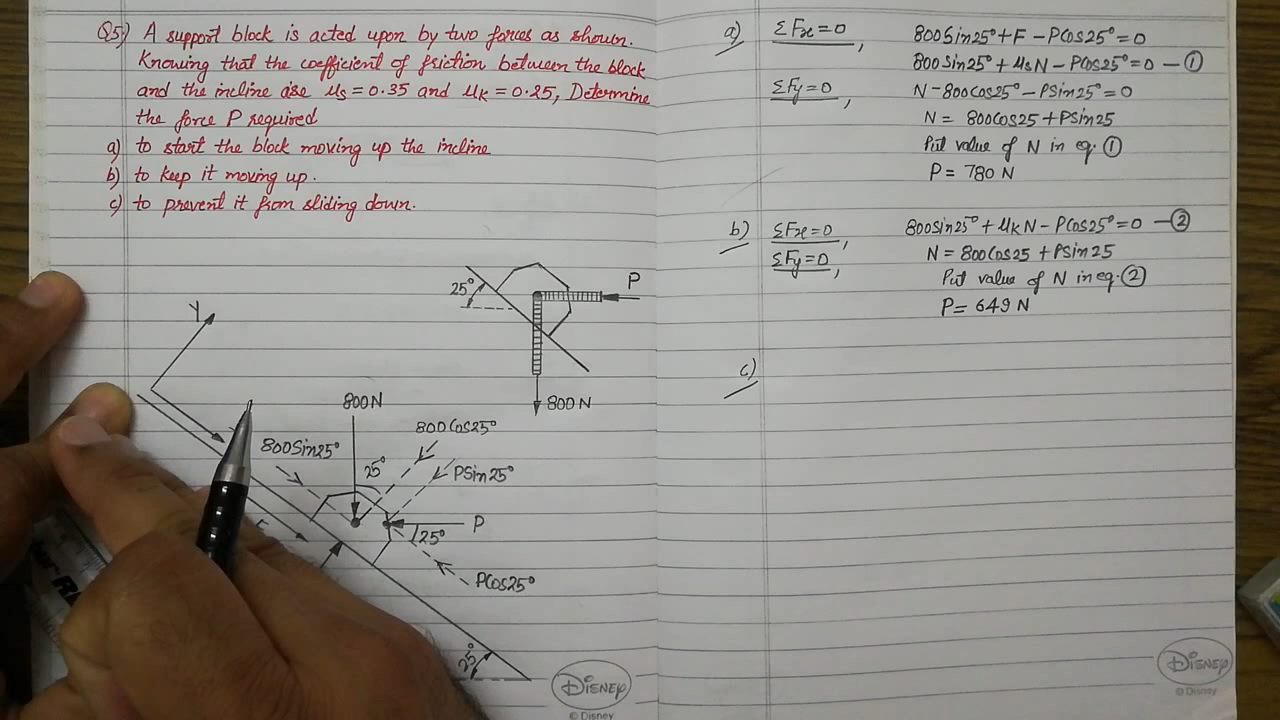 Q5) A support block is acted upon by two forces as shown.
Knowing that the coefficient of friction between the block
and the incline are μs = 0.35 and μK = 0.25, Determine
the force P required
a) to start the block moving up the incline
b) to keep it moving up.
c) to prevent it from sliding down.
25°
P
800N
Y
800N
800Sin25°
25°
800Cos25°
PSin25°
P
25°
PCos25°
25°
DISNEY
© Disney
a) ΣFx=0, 800Sin25°+F-PCos25°=0
800Sin25°+μsN-PCos25°=0 -①
ΣFy=0, N-800Cos25°-PSin25°=0
N= 800Cos25+PSin25
Put value of N in eq. ①
P= 780 N
b) ΣFx=0, 800Sin25°+μKN-PCos25°=0 -②
ΣFy=0, N=800Cos25+PSin25
Put value of N in eq. ②
P= 649 N
c)
DISNEY
© Disney